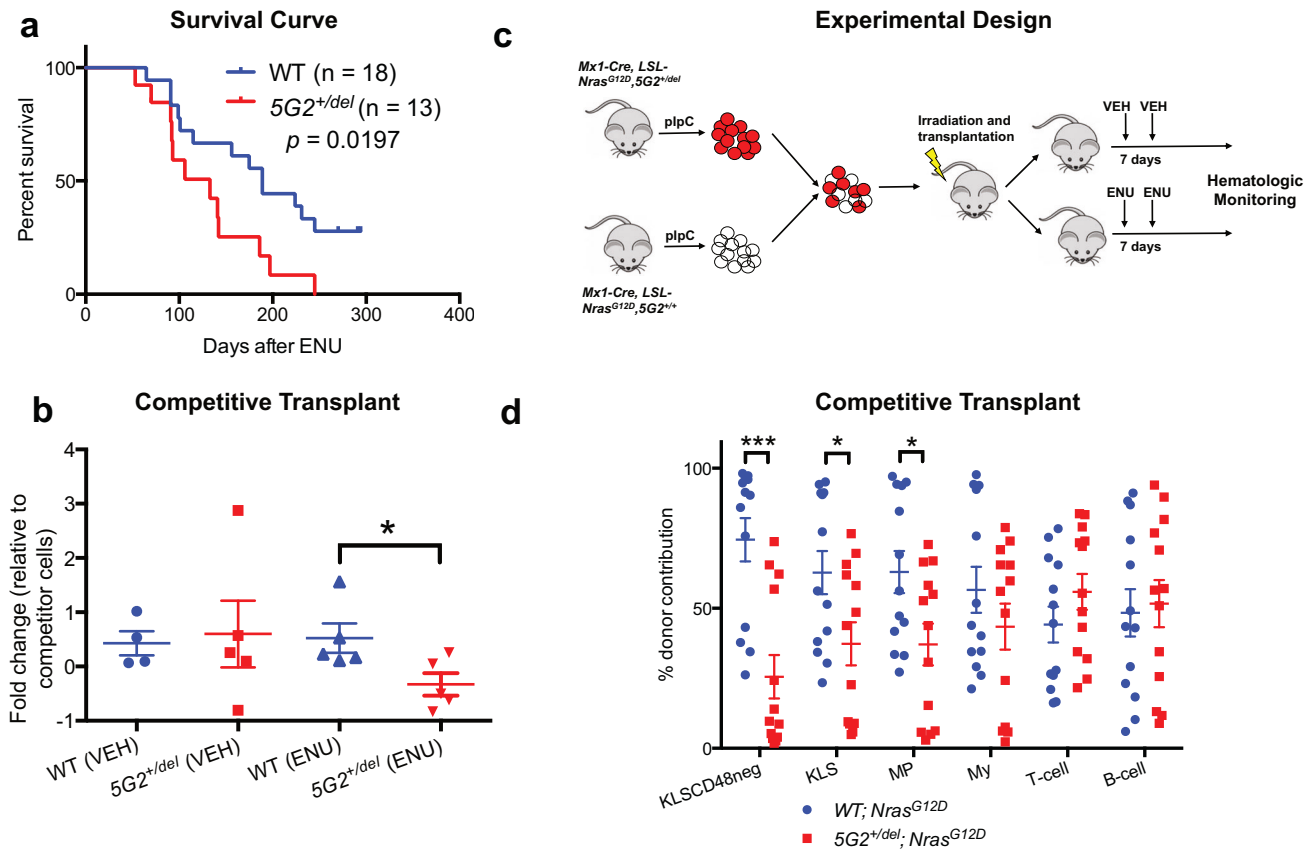 a
Survival Curve
100
50
0
Percent survival
WT (n = 18)
5G2+/del (n = 13)
p = 0.0197
0 100 200 300 400
Days after ENU
c
Experimental Design
Mx1-Cre, LSL-
NrasG12D,5G2+/del
pIpC
Mx1-Cre, LSL-
NrasG12D,5G2+/+
pIpC
Irradiation and
transplantation
VEH VEH
7 days
ENU ENU
7 days
Hematologic
Monitoring
b
Competitive Transplant
4
3
2
1
0
-1
Fold change (relative to
competitor cells)
*
WT (VEH)
5G2+/del (VEH)
WT (ENU)
5G2+/del (ENU)
d
Competitive Transplant
100
50
0
% donor contribution
*** * *
KLSCD48neg
KLS
MP
My
T-cell
B-cell
WT; NrasG12D
5G2+/del; NrasG12D